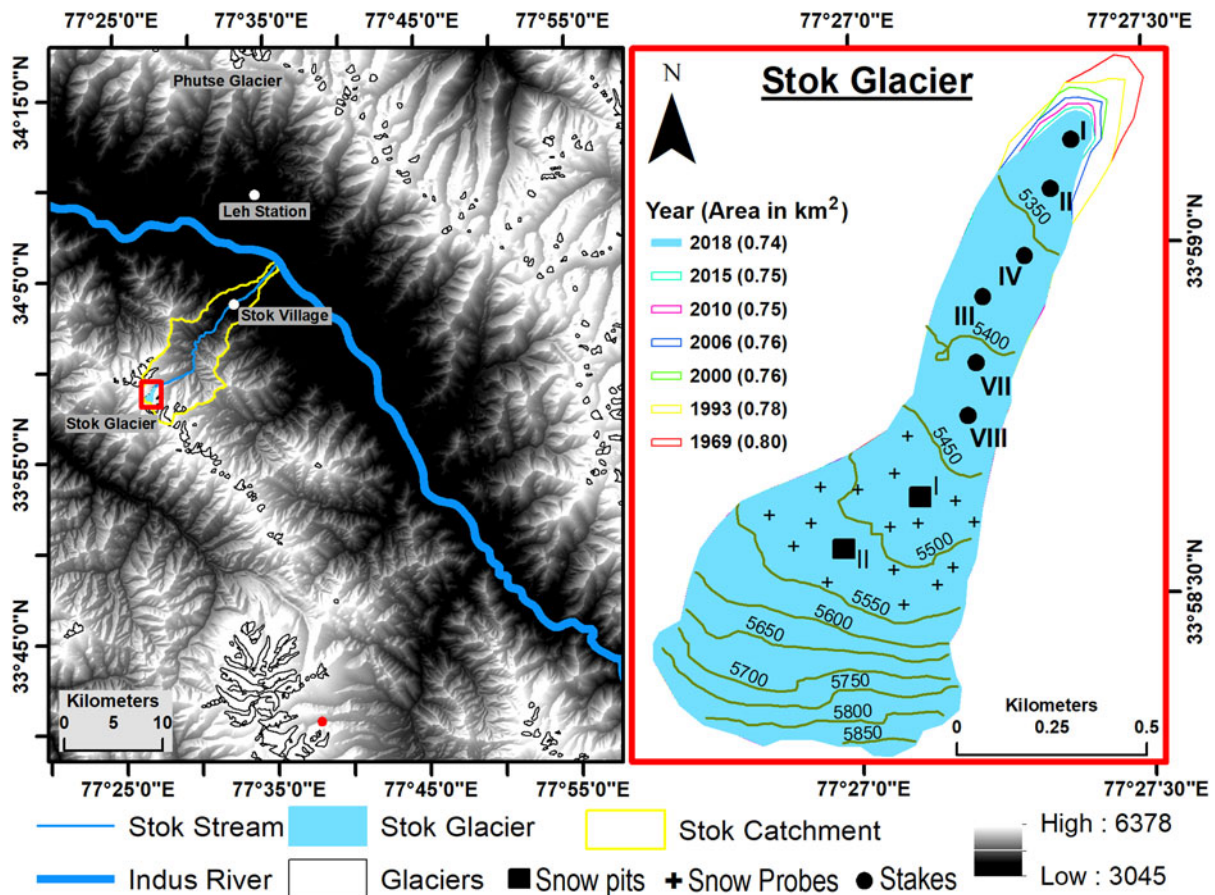 77°25'0"E 77°35'0"E 77°45'0"E 77°55'0"E
77°27'0"E 77°27'30"E
34°15'0"N
34°5'0"N
33°55'0"N
33°45'0"N
Phutse Glacier
Leh Station
Stok Village
Stok Glacier
Kilometers
0 5 10
77°25'0"E 77°35'0"E 77°45'0"E 77°55'0"E
N
Stok Glacier
Year (Area in km²)
2018 (0.74)
2015 (0.75)
2010 (0.75)
2006 (0.76)
2000 (0.76)
1993 (0.78)
1969 (0.80)
I
II
5350
IV
III
5400
VII
VIII
5450
I
5500
II
5550
5600
5650
5700
5750
5800
5850
Kilometers
0 0.25 0.5
33°59'0"N
33°58'30"N
77°27'0"E 77°27'30"E
Stok Stream
Stok Glacier
Stok Catchment
High : 6378
Indus River
Glaciers
Snow pits
Snow Probes
Stakes
Low : 3045